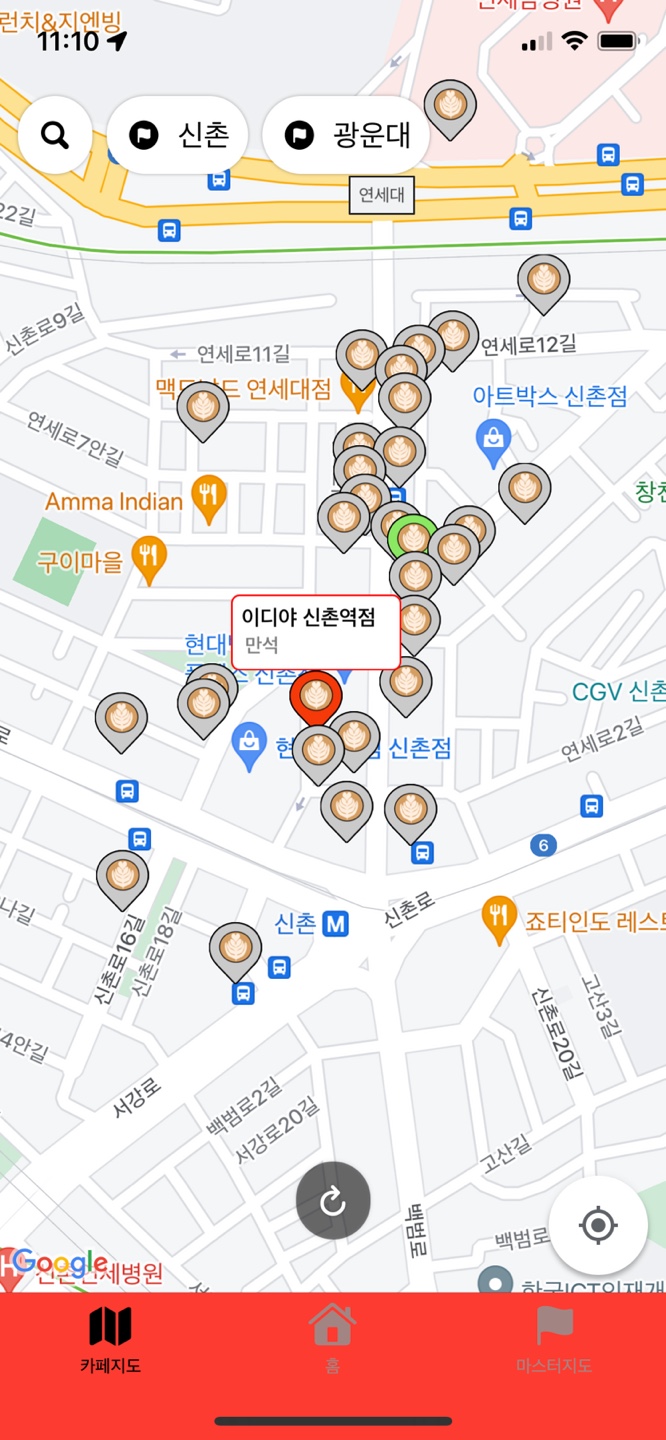 런치&지엔빙
11:10
신촌
광운대
연세대
22길
신촌로9길
연세로11길
연세로12길
맥도날드 연세대점
아트박스 신촌점
연세로7안길
Amma Indian
창천
구이마을
이디야 신촌역점
만석
현대
신촌
CGV 신촌
신촌점
연세로2길
6
신촌로
신촌 M
죠티인도 레스토
나길
신촌로16길
신촌로18길
고산3길
신촌로20길
4안길
서강로
백범로2길
서강로20길
고산길
백범로
백범로
Google
신촌연세병원
한국ICT인재개
카페지도
홈
마스터지도